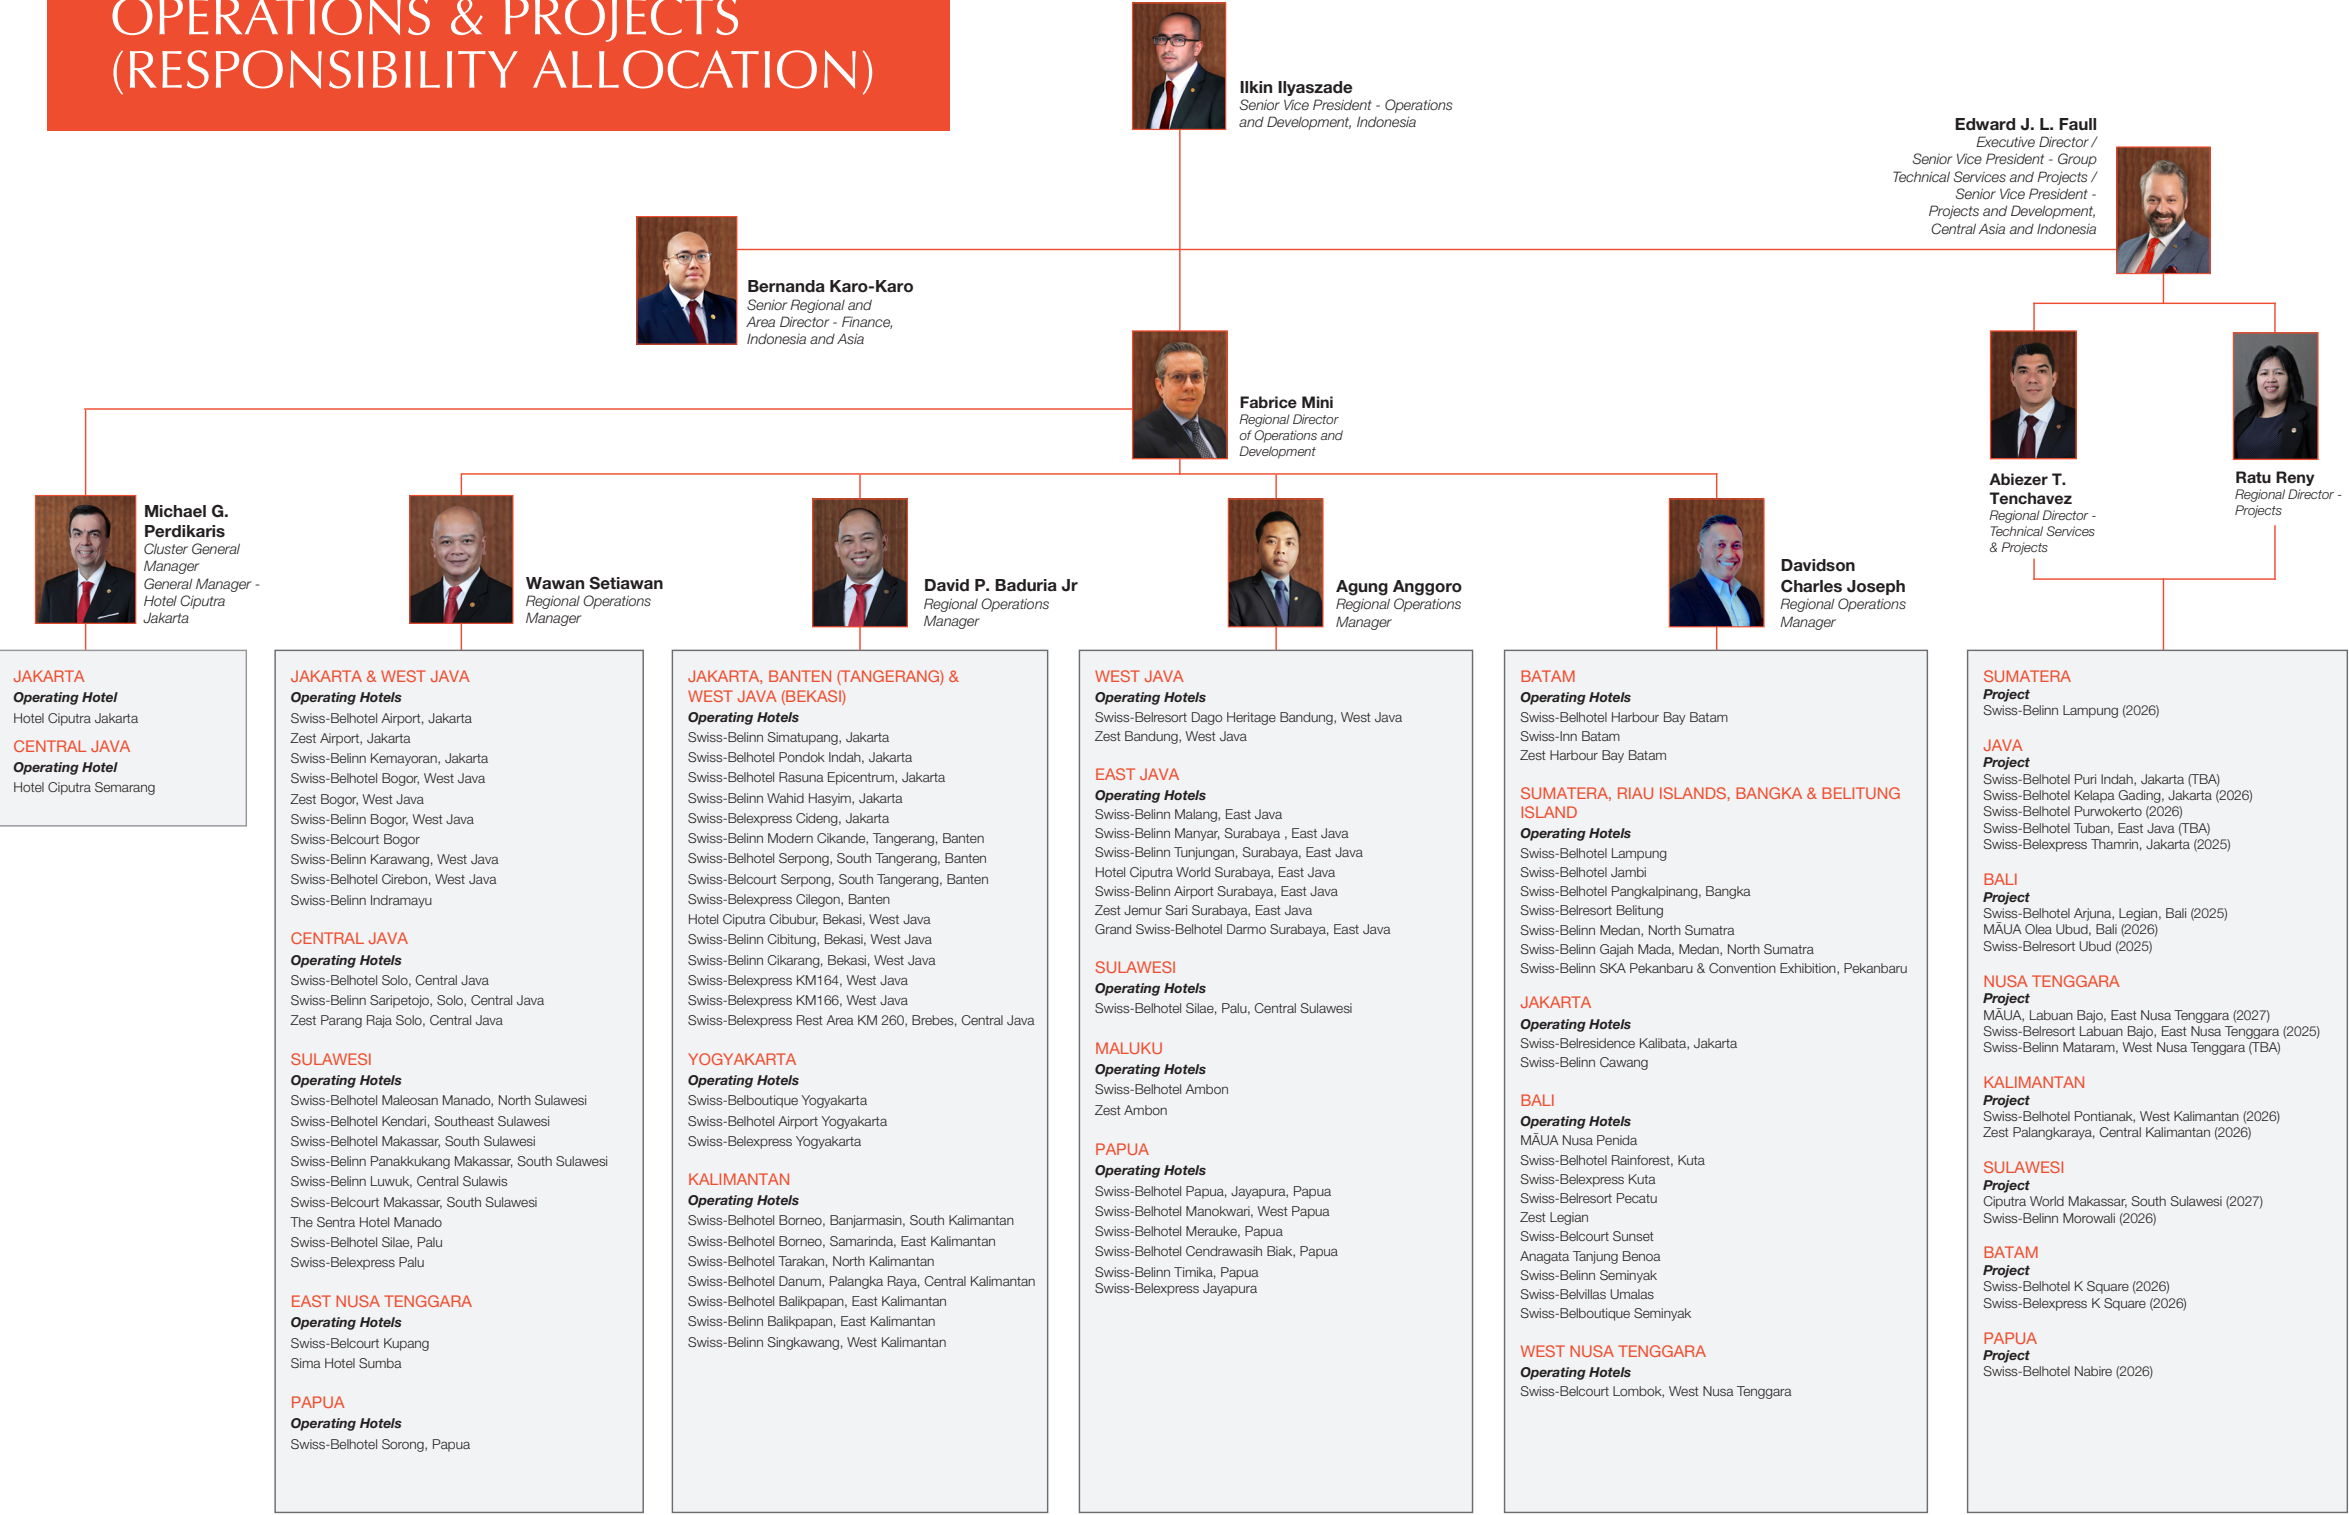 OPERATIONS & PROJECTS
(RESPONSIBILITY ALLOCATION)
Ilkin Ilyaszade
Senior Vice President - Operations
and Development, Indonesia
Edward J. L. Faull
Executive Director /
Senior Vice President - Group
Technical Services and Projects /
Senior Vice President -
Projects and Development,
Central Asia and Indonesia
Bernanda Karo-Karo
Senior Regional and
Area Director - Finance,
Indonesia and Asia
Fabrice Mini
Regional Director
of Operations and
Development
Abiezer T.
Tenchavez
Regional Director -
Technical Services
& Projects
Ratu Reny
Regional Director -
Projects
Michael G.
Perdikaris
Cluster General
Manager
General Manager -
Hotel Ciputra
Jakarta
Wawan Setiawan
Regional Operations
Manager
David P. Baduria Jr
Regional Operations
Manager
Agung Anggoro
Regional Operations
Manager
Davidson
Charles Joseph
Regional Operations
Manager
JAKARTA
Operating Hotel
Hotel Ciputra Jakarta
CENTRAL JAVA
Operating Hotel
Hotel Ciputra Semarang
JAKARTA & WEST JAVA
Operating Hotels
Swiss-Belhotel Airport, Jakarta
Zest Airport, Jakarta
Swiss-Belinn Kemayoran, Jakarta
Swiss-Belhotel Bogor, West Java
Zest Bogor, West Java
Swiss-Belinn Bogor, West Java
Swiss-Belcourt Bogor
Swiss-Belinn Karawang, West Java
Swiss-Belhotel Cirebon, West Java
Swiss-Belinn Indramayu
CENTRAL JAVA
Operating Hotels
Swiss-Belhotel Solo, Central Java
Swiss-Belinn Saripetojo, Solo, Central Java
Zest Parang Raja Solo, Central Java
SULAWESI
Operating Hotels
Swiss-Belhotel Maleosan Manado, North Sulawesi
Swiss-Belhotel Kendari, Southeast Sulawesi
Swiss-Belhotel Makassar, South Sulawesi
Swiss-Belinn Panakkukang Makassar, South Sulawesi
Swiss-Belinn Luwuk, Central Sulawis
Swiss-Belcourt Makassar, South Sulawesi
The Sentra Hotel Manado
Swiss-Belhotel Silae, Palu
Swiss-Belexpress Palu
EAST NUSA TENGGARA
Operating Hotels
Swiss-Belcourt Kupang
Sima Hotel Sumba
PAPUA
Operating Hotels
Swiss-Belhotel Sorong, Papua
JAKARTA, BANTEN (TANGERANG) &
WEST JAVA (BEKASI)
Operating Hotels
Swiss-Belinn Simatupang, Jakarta
Swiss-Belhotel Pondok Indah, Jakarta
Swiss-Belhotel Rasuna Epicentrum, Jakarta
Swiss-Belinn Wahid Hasyim, Jakarta
Swiss-Belexpress Cideng, Jakarta
Swiss-Belinn Modern Cikande, Tangerang, Banten
Swiss-Belhotel Serpong, South Tangerang, Banten
Swiss-Belcourt Serpong, South Tangerang, Banten
Swiss-Belexpress Cilegon, Banten
Hotel Ciputra Cibubur, Bekasi, West Java
Swiss-Belinn Cibitung, Bekasi, West Java
Swiss-Belinn Cikarang, Bekasi, West Java
Swiss-Belexpress KM164, West Java
Swiss-Belexpress KM166, West Java
Swiss-Belexpress Rest Area KM 260, Brebes, Central Java
YOGYAKARTA
Operating Hotels
Swiss-Belboutique Yogyakarta
Swiss-Belhotel Airport Yogyakarta
Swiss-Belexpress Yogyakarta
KALIMANTAN
Operating Hotels
Swiss-Belhotel Borneo, Banjarmasin, South Kalimantan
Swiss-Belhotel Borneo, Samarinda, East Kalimantan
Swiss-Belhotel Tarakan, North Kalimantan
Swiss-Belhotel Danum, Palangka Raya, Central Kalimantan
Swiss-Belhotel Balikpapan, East Kalimantan
Swiss-Belinn Balikpapan, East Kalimantan
Swiss-Belinn Singkawang, West Kalimantan
WEST JAVA
Operating Hotels
Swiss-Belresort Dago Heritage Bandung, West Java
Zest Bandung, West Java
EAST JAVA
Operating Hotels
Swiss-Belinn Malang, East Java
Swiss-Belinn Manyar, Surabaya , East Java
Swiss-Belinn Tunjungan, Surabaya, East Java
Hotel Ciputra World Surabaya, East Java
Swiss-Belinn Airport Surabaya, East Java
Zest Jemur Sari Surabaya, East Java
Grand Swiss-Belhotel Darmo Surabaya, East Java
SULAWESI
Operating Hotels
Swiss-Belhotel Silae, Palu, Central Sulawesi
MALUKU
Operating Hotels
Swiss-Belhotel Ambon
Zest Ambon
PAPUA
Operating Hotels
Swiss-Belhotel Papua, Jayapura, Papua
Swiss-Belhotel Manokwari, West Papua
Swiss-Belhotel Merauke, Papua
Swiss-Belhotel Cendrawasih Biak, Papua
Swiss-Belinn Timika, Papua
Swiss-Belexpress Jayapura
BATAM
Operating Hotels
Swiss-Belhotel Harbour Bay Batam
Swiss-Inn Batam
Zest Harbour Bay Batam
SUMATERA, RIAU ISLANDS, BANGKA & BELITUNG
ISLAND
Operating Hotels
Swiss-Belhotel Lampung
Swiss-Belhotel Jambi
Swiss-Belhotel Pangkalpinang, Bangka
Swiss-Belresort Belitung
Swiss-Belinn Medan, North Sumatra
Swiss-Belinn Gajah Mada, Medan, North Sumatra
Swiss-Belinn SKA Pekanbaru & Convention Exhibition, Pekanbaru
JAKARTA
Operating Hotels
Swiss-Belresidence Kalibata, Jakarta
Swiss-Belinn Cawang
BALI
Operating Hotels
MĀUA Nusa Penida
Swiss-Belhotel Rainforest, Kuta
Swiss-Belexpress Kuta
Swiss-Belresort Pecatu
Zest Legian
Swiss-Belcourt Sunset
Anagata Tanjung Benoa
Swiss-Belinn Seminyak
Swiss-Belvillas Umalas
Swiss-Belboutique Seminyak
WEST NUSA TENGGARA
Operating Hotels
Swiss-Belcourt Lombok, West Nusa Tenggara
SUMATERA
Project
Swiss-Belinn Lampung (2026)
JAVA
Project
Swiss-Belhotel Puri Indah, Jakarta (TBA)
Swiss-Belhotel Kelapa Gading, Jakarta (2026)
Swiss-Belhotel Purwokerto (2026)
Swiss-Belhotel Tuban, East Java (TBA)
Swiss-Belexpress Thamrin, Jakarta (2025)
BALI
Project
Swiss-Belhotel Arjuna, Legian, Bali (2025)
MĀUA Olea Ubud, Bali (2026)
Swiss-Belresort Ubud (2025)
NUSA TENGGARA
Project
MĀUA, Labuan Bajo, East Nusa Tenggara (2027)
Swiss-Belresort Labuan Bajo, East Nusa Tenggara (2025)
Swiss-Belinn Mataram, West Nusa Tenggara (TBA)
KALIMANTAN
Project
Swiss-Belhotel Pontianak, West Kalimantan (2026)
Zest Palangkaraya, Central Kalimantan (2026)
SULAWESI
Project
Ciputra World Makassar, South Sulawesi (2027)
Swiss-Belinn Morowali (2026)
BATAM
Project
Swiss-Belhotel K Square (2026)
Swiss-Belexpress K Square (2026)
PAPUA
Project
Swiss-Belhotel Nabire (2026)